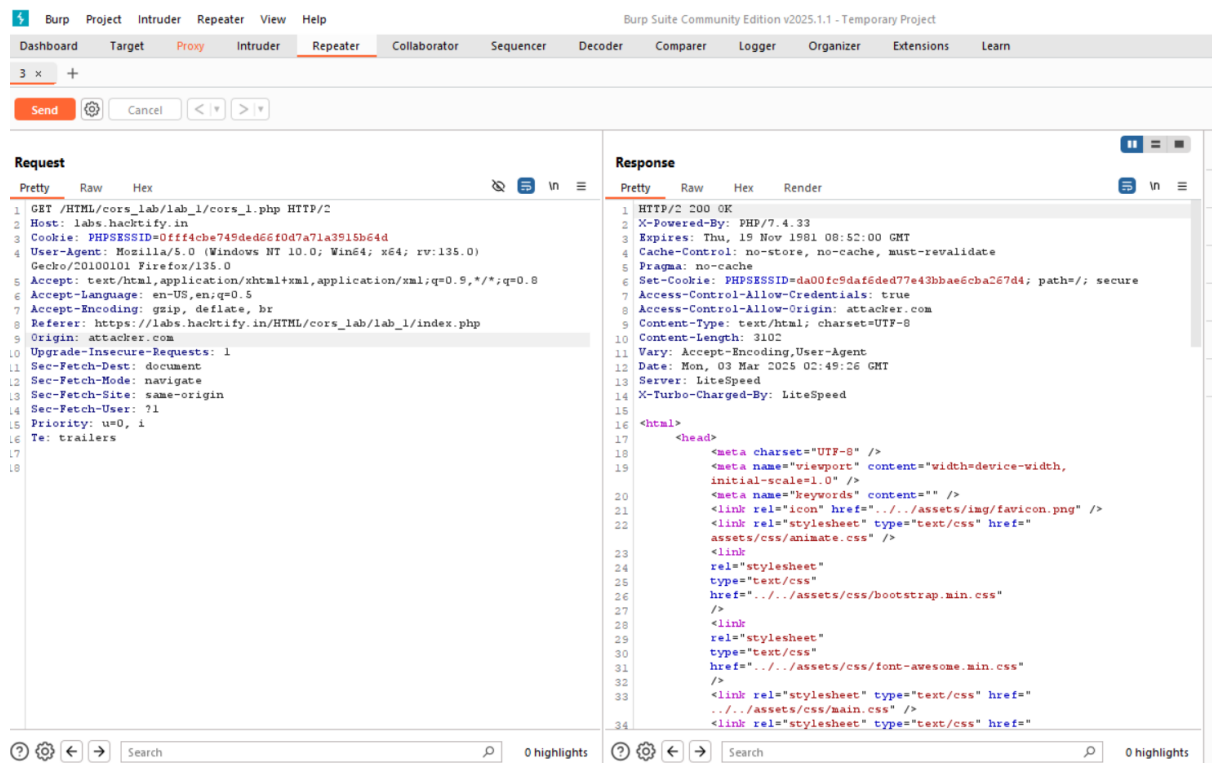 Burp Project Intruder Repeater View Help
Burp Suite Community Edition v2025.1.1 - Temporary Project
Dashboard Target Proxy Intruder Repeater Collaborator Sequencer Decoder Comparer Logger Organizer Extensions Learn
3 × +
Send Cancel < >
Request
Pretty Raw Hex
\n
1 GET /HTML/cors_lab/lab_1/cors_1.php HTTP/2
2 Host: labs.hacktify.in
3 Cookie: PHPSESSID=0fff4cbe749ded66f0d7a71a3915b64d
4 User-Agent: Mozilla/5.0 (Windows NT 10.0; Win64; x64; rv:135.0)
Gecko/20100101 Firefox/135.0
5 Accept: text/html,application/xhtml+xml,application/xml;q=0.9,*/*;q=0.8
6 Accept-Language: en-US,en;q=0.5
7 Accept-Encoding: gzip, deflate, br
8 Referer: https://labs.hacktify.in/HTML/cors_lab/lab_1/index.php
9 Origin: attacker.com
10 Upgrade-Insecure-Requests: 1
11 Sec-Fetch-Dest: document
12 Sec-Fetch-Mode: navigate
13 Sec-Fetch-Site: same-origin
14 Sec-Fetch-User: ?1
15 Priority: u=0, i
16 Te: trailers
17
18
Search
0 highlights
Response
Pretty Raw Hex Render
\n
1 HTTP/2 200 OK
2 X-Powered-By: PHP/7.4.33
3 Expires: Thu, 19 Nov 1981 08:52:00 GMT
4 Cache-Control: no-store, no-cache, must-revalidate
5 Pragma: no-cache
6 Set-Cookie: PHPSESSID=da00fc9daf6ded77e43bbae6cba267d4; path=/; secure
7 Access-Control-Allow-Credentials: true
8 Access-Control-Allow-Origin: attacker.com
9 Content-Type: text/html; charset=UTF-8
10 Content-Length: 3102
11 Vary: Accept-Encoding,User-Agent
12 Date: Mon, 03 Mar 2025 02:49:26 GMT
13 Server: LiteSpeed
14 X-Turbo-Charged-By: LiteSpeed
15
16 <html>
17 <head>
18 <meta charset="UTF-8" />
19 <meta name="viewport" content="width=device-width,
initial-scale=1.0" />
20 <meta name="keywords" content="" />
21 <link rel="icon" href="../../assets/img/favicon.png" />
22 <link rel="stylesheet" type="text/css" href="
assets/css/animate.css" />
23 <link
24 rel="stylesheet"
25 type="text/css"
26 href="../../assets/css/bootstrap.min.css"
27 />
28 <link
29 rel="stylesheet"
30 type="text/css"
31 href="../../assets/css/font-awesome.min.css"
32 />
33 <link rel="stylesheet" type="text/css" href="
../../assets/css/main.css" />
34 <link rel="stylesheet" type="text/css" href="
Search
0 highlights